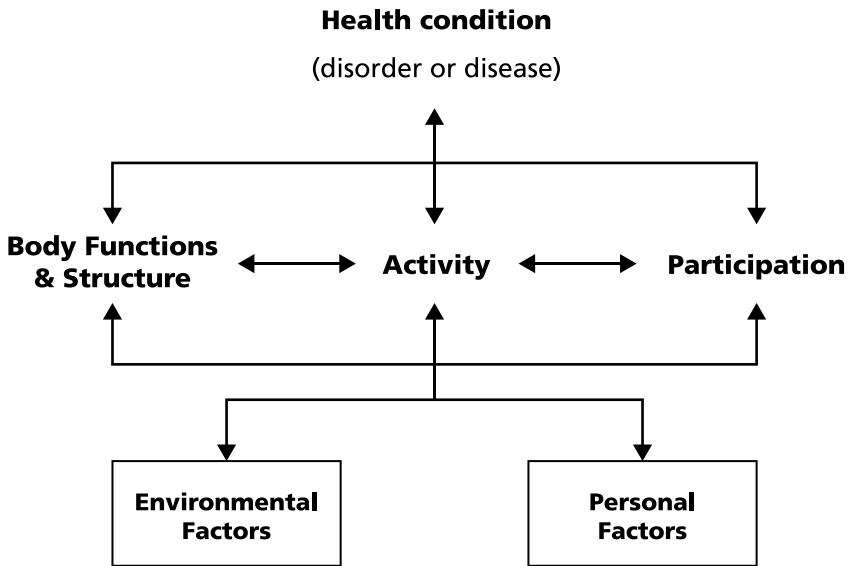 Health condition
(disorder or disease)
Body Functions
& Structure
Activity
Participation
Environmental
Factors
Personal
Factors